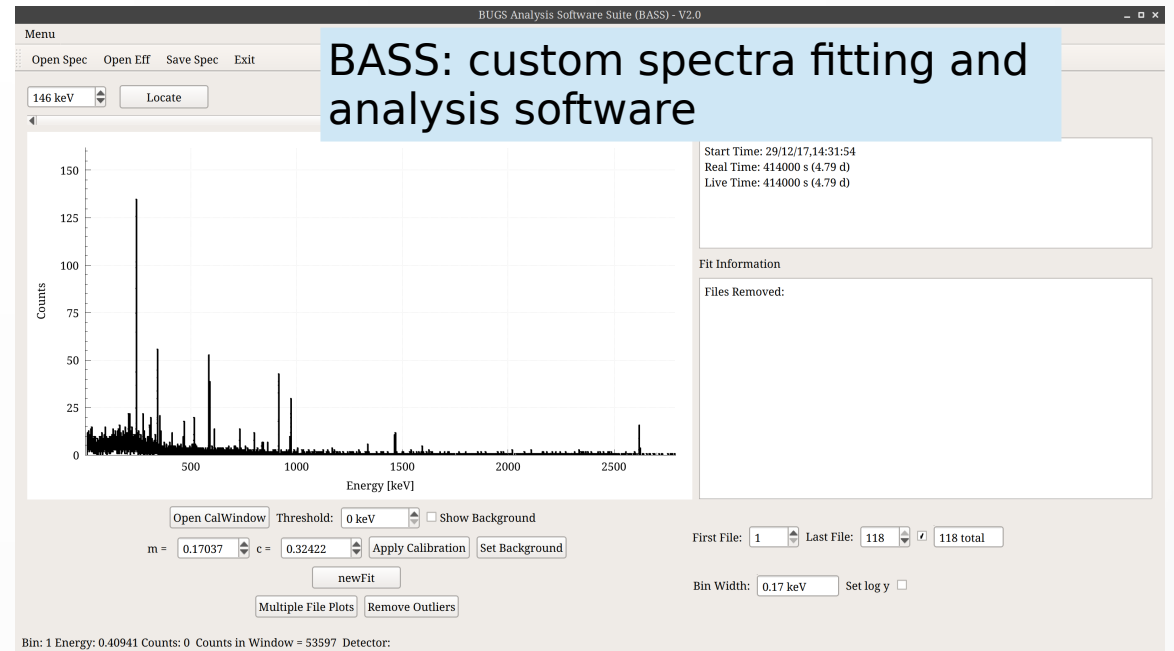 BUGS Analysis Software Suite (BASS) - V2.0
Menu
Open Spec Open Eff Save Spec Exit
BASS: custom spectra fitting and
analysis software
146 keV Locate
Start Time: 29/12/17,14:31:54
Real Time: 414000 s (4.79 d)
Live Time: 414000 s (4.79 d)
Fit Information
Files Removed:
150
125
100
75
50
25
0
Counts
500 1000 1500 2000 2500
Energy [keV]
Open CalWindow Threshold: 0 keV Show Background
m = 0.17037 c = 0.32422 Apply Calibration Set Background
newFit
Multiple File Plots Remove Outliers
First File: 1 Last File: 118 118 total
Bin Width: 0.17 keV Set log y
Bin: 1 Energy: 0.40941 Counts: 0 Counts in Window = 53597 Detector: